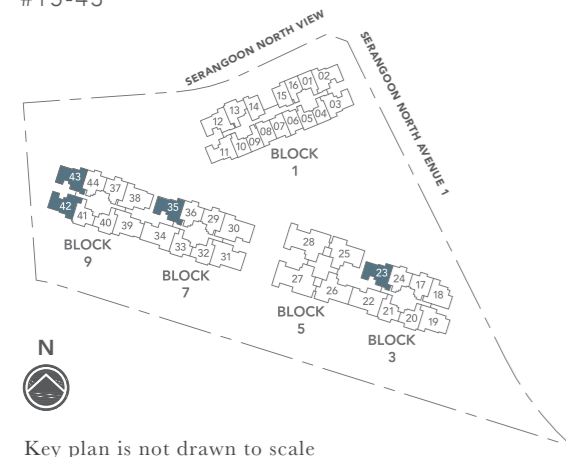 #15-43
SERANGOON NORTH VIEW
SERANGOON NORTH AVENUE 1
15 16 01 02
12 13 14
11 10 09 08 07 06 05 04 03
BLOCK
1
43 44 37 38
42 41 40 39
BLOCK
9
35 36 29 30
34 33 32 31
BLOCK
7
28 25
27 26
BLOCK
5
23 24 17 18
22 21 20 19
BLOCK
3
N
Key plan is not drawn to scale